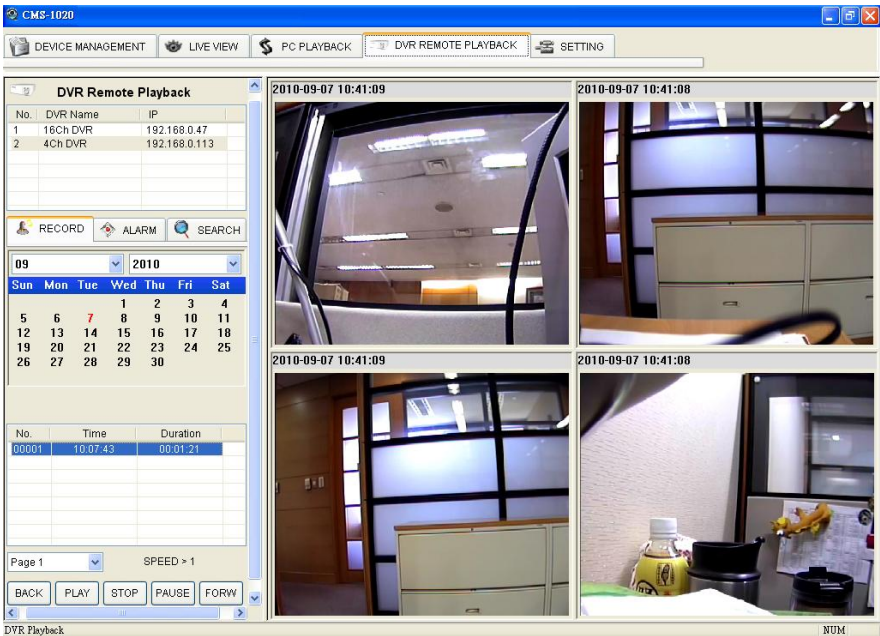 CMS-1020
DEVICE MANAGEMENT LIVE VIEW PC PLAYBACK DVR REMOTE PLAYBACK SETTING
DVR Remote Playback
No. DVR Name IP
1 16Ch DVR 192.168.0.47
2 4Ch DVR 192.168.0.113
RECORD ALARM SEARCH
09 2010
Sun Mon Tue Wed Thu Fri Sat
1 2 3 4
5 6 7 8 9 10 11
12 13 14 15 16 17 18
19 20 21 22 23 24 25
26 27 28 29 30
No. Time Duration
00001 10:07:43 00:01:21
Page 1 SPEED > 1
BACK PLAY STOP PAUSE FORW
2010-09-07 10:41:09
2010-09-07 10:41:08
2010-09-07 10:41:09
2010-09-07 10:41:08
DVR Playback NUM